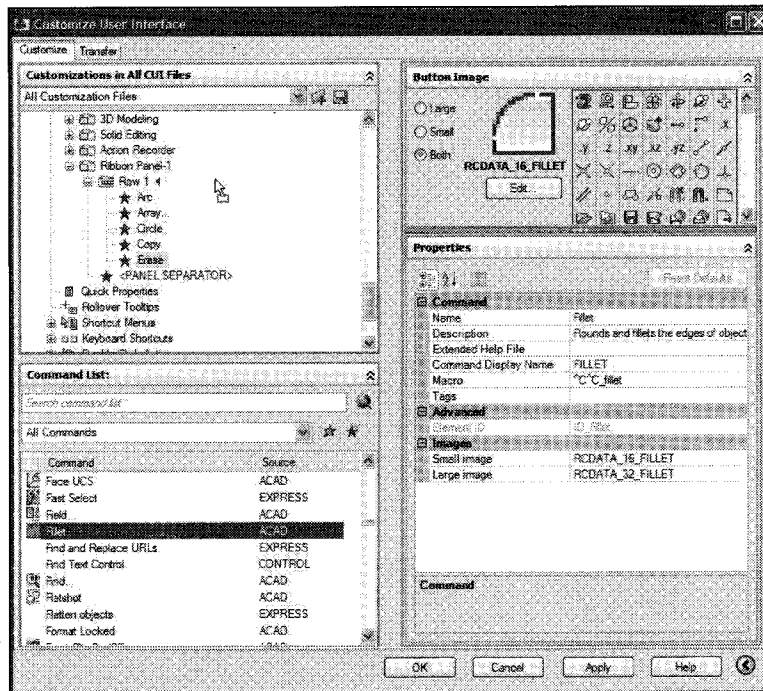 Customize User Interface
Customize Transfer
Customizations in All CUI Files
All Customization Files
3D Modeling
Solid Editing
Action Recorder
Ribbon Panel-1
Row 1
Arc
Array...
Circle
Copy
Erase
<PANEL SEPARATOR>
Quick Properties
Rollover Tooltips
Shortcut Menus
Keyboard Shortcuts
Command List:
Search command list
All Commands
Command Source
Face UCS ACAD
Fast Select EXPRESS
Field... ACAD
Fillet ACAD
Find and Replace URLs EXPRESS
Find Text Control CONTROL
Find... ACAD
Flatshot ACAD
Flatten objects EXPRESS
Format Locked ACAD
Button Image
Large
Small
Both
RCDATA_16_FILLET
Edit...
Properties
Reset Defaults
Command
Name Fillet
Description Rounds and fillets the edges of object
Extended Help File
Command Display Name FILLET
Macro ^C^C_fillet
Tags
Advanced
Element ID ID_Fillet
Images
Small image RCDATA_16_FILLET
Large image RCDATA_32_FILLET
Command
OK Cancel Apply Help